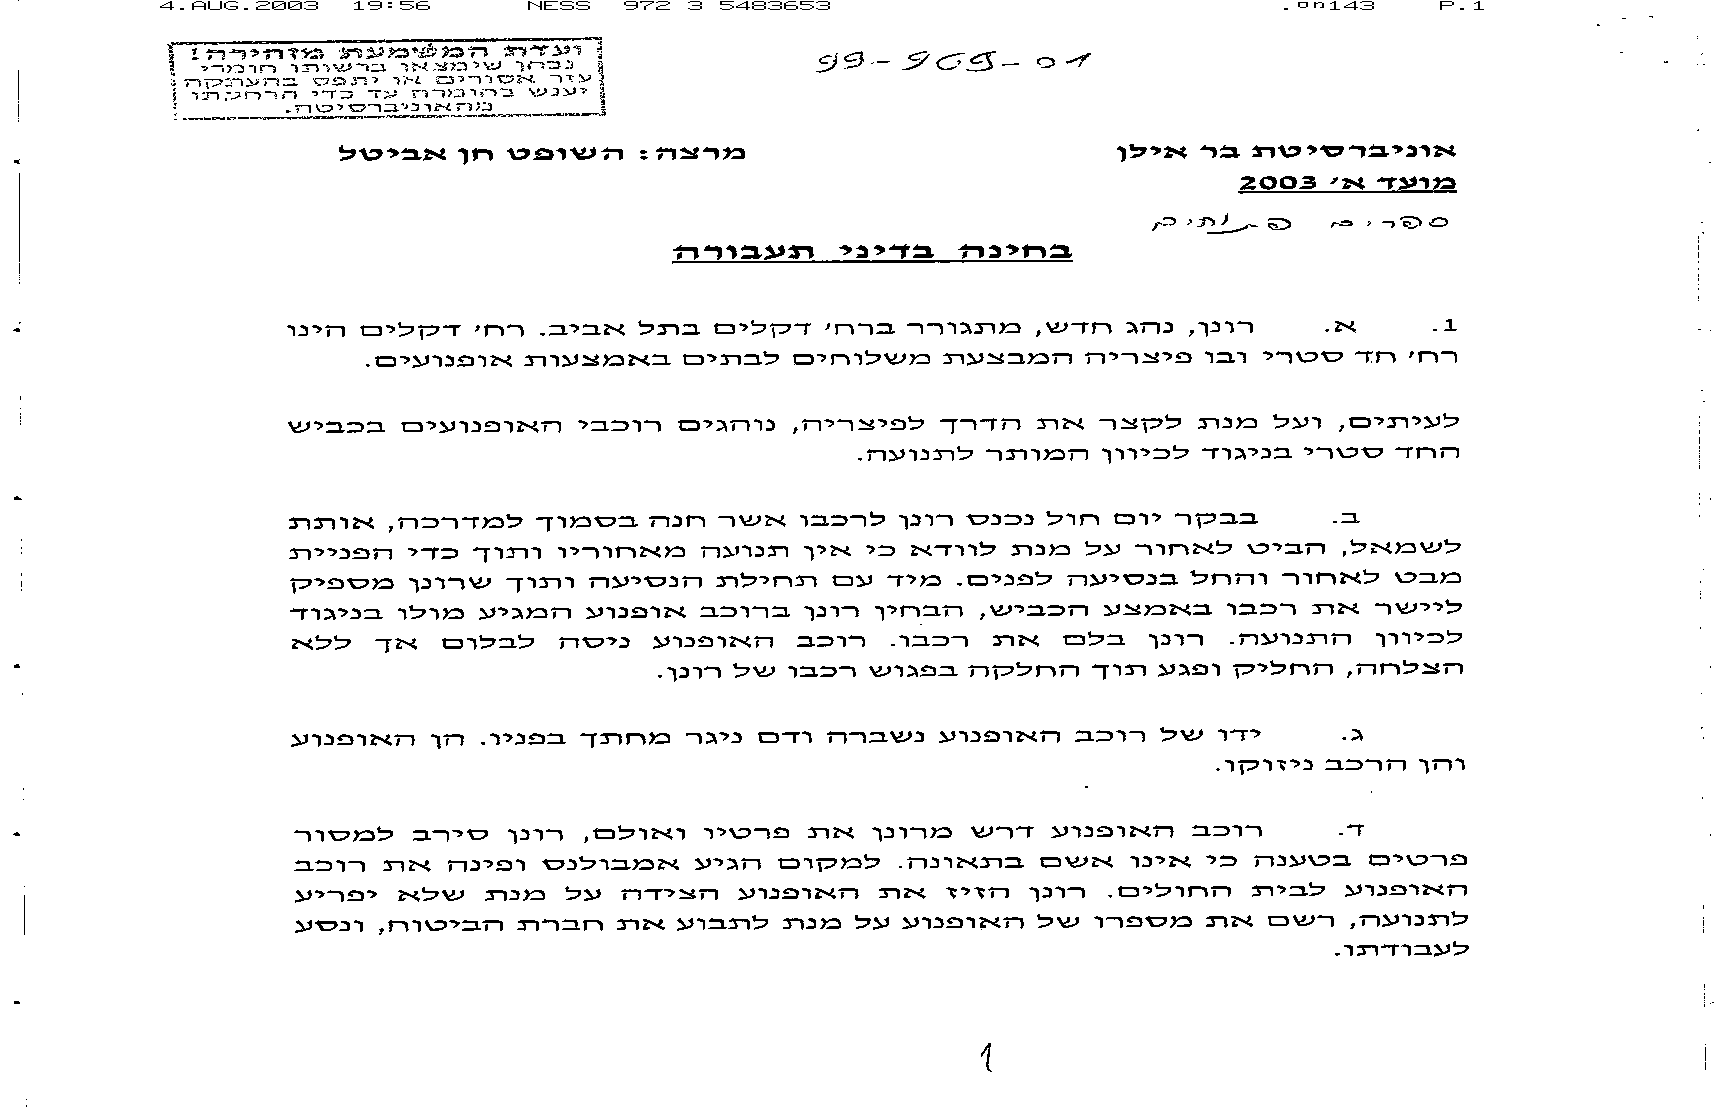 4.AUG.2003 19:56 NESS 972 3 5483653 .מס143 P.1
ועדת המשמעת מזהירה!
נבחן שימצאו ברשותו חומרי
עזר אסורים או יתפס בהעתקה
יענש בחומרה עד כדי הרחקתו
מהאוניברסיטה.
99-969-01
אוניברסיטת בר אילן מרצה: השופט חן אביטל
מועד א' 2003
ספרים פתוחים
בחינה בדיני תעבורה
1. א. רונן, נהג חדש, מתגורר ברח' דקלים בתל אביב. רח' דקלים הינו
רח' חד סטרי ובו פיצריה המבצעת משלוחים לבתים באמצעות אופנועים.
לעיתים, ועל מנת לקצר את הדרך לפיצריה, נוהגים רוכבי האופנועים בכביש
החד סטרי בניגוד לכיוון המותר לתנועה.
ב. בבקר יום חול נכנס רונן לרכבו אשר חנה בסמוך למדרכה, אותת
לשמאל, הביט לאחור על מנת לוודא כי אין תנועה מאחוריו ותוך כדי הפניית
מבט לאחור והחל בנסיעה לפנים. מיד עם תחילת הנסיעה ותוך שרונן מספיק
ליישר את רכבו באמצע הכביש, הבחין רונן ברוכב אופנוע המגיע מולו בניגוד
לכיוון התנועה. רונן בלם את רכבו. רוכב האופנוע ניסה לבלום אך ללא
הצלחה, החליק ופגע תוך החלקה בפגוש רכבו של רונן.
ג. ידו של רוכב האופנוע נשברה ודם ניגר מחתך בפניו. הן האופנוע
והן הרכב ניזוקו.
ד. רוכב האופנוע דרש מרונן את פרטיו ואולם, רונן סירב למסור
פרטים בטענה כי אינו אשם בתאונה. למקום הגיע אמבולנס ופינה את רוכב
האופנוע לבית החולים. רונן הזיז את האופנוע הצידה על מנת שלא יפריע
לתנועה, רשם את מספרו של האופנוע על מנת לתבוע את חברת הביטוח, ונסע
לעבודתו.
1